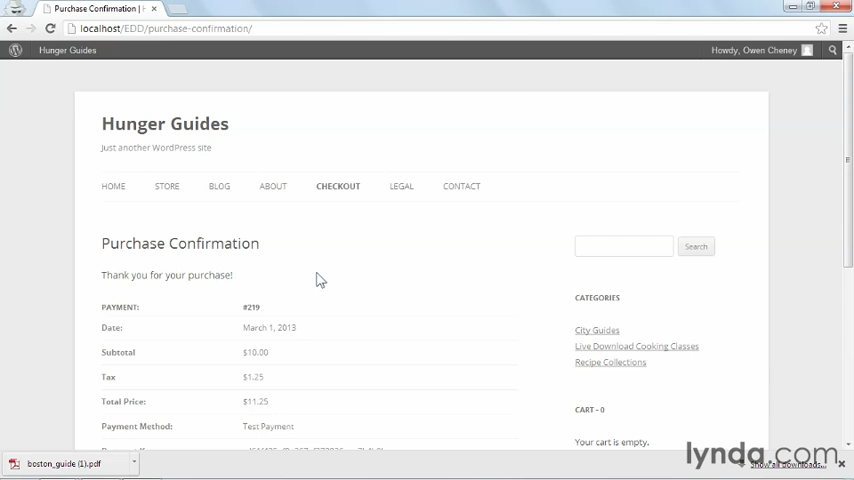 Purchase Confirmation | H
localhost/EDD/purchase-confirmation/
Hunger Guides
Howdy, Owen Cheney
Hunger Guides
Just another WordPress site
HOME STORE BLOG ABOUT CHECKOUT LEGAL CONTACT
Purchase Confirmation
Search
Thank you for your purchase!
PAYMENT: #219
Date: March 1, 2013
Subtotal $10.00
Tax $1.25
Total Price: $11.25
Payment Method: Test Payment
CATEGORIES
City Guides
Live Download Cooking Classes
Recipe Collections
CART - 0
Your cart is empty.
lynda.com
boston_guide (1).pdf
Show all downloads...